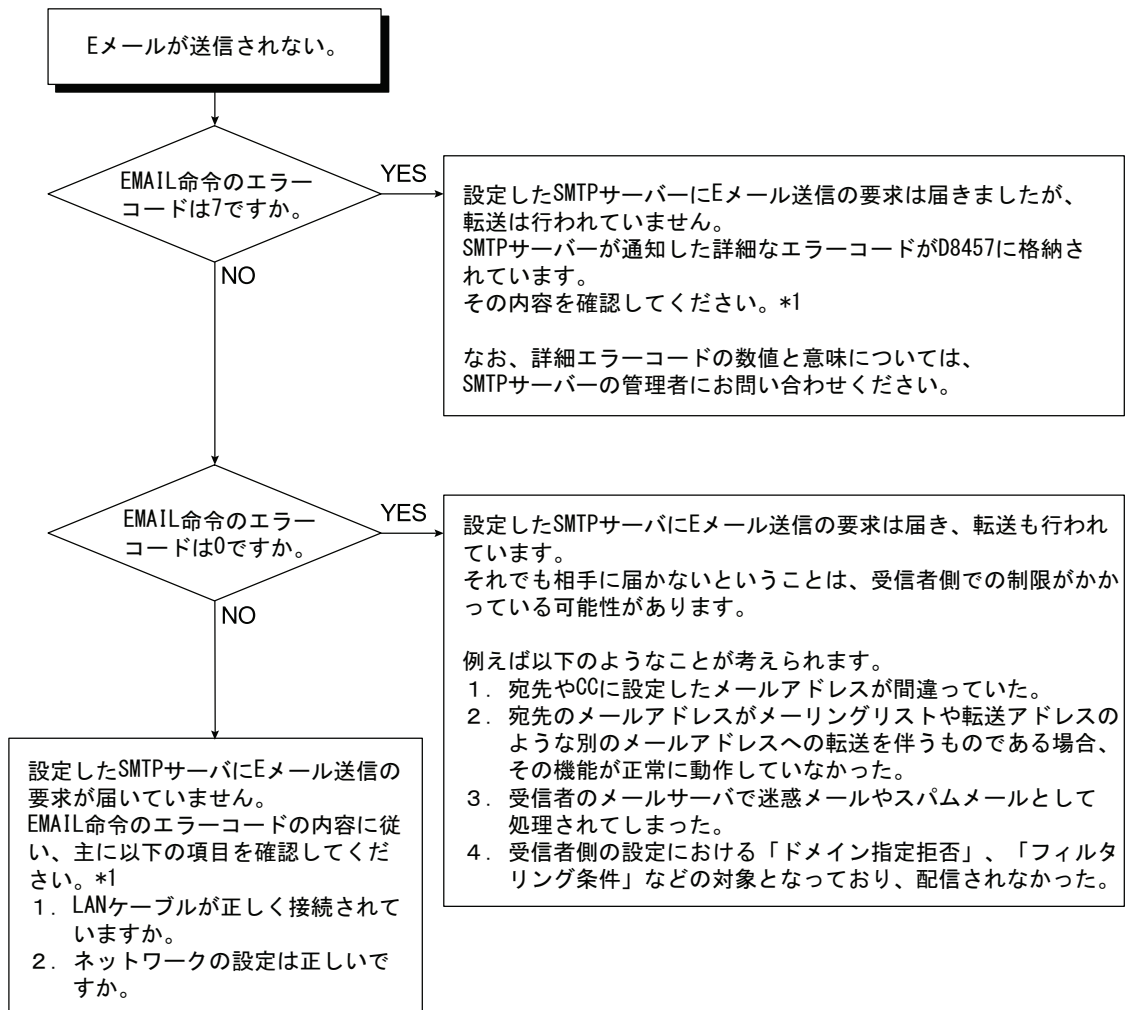 Eメールが送信されない。
EMAIL命令のエラー
コードは7ですか。
YES
設定したSMTPサーバーにEメール送信の要求は届きましたが、
転送は行われていません。
SMTPサーバーが通知した詳細なエラーコードがD8457に格納さ
れています。
その内容を確認してください。*1
なお、詳細エラーコードの数値と意味については、
SMTPサーバーの管理者にお問い合わせください。
NO
EMAIL命令のエラー
コードは0ですか。
YES
設定したSMTPサーバにEメール送信の要求は届き、転送も行われ
ています。
それでも相手に届かないということは、受信者側での制限がかか
っている可能性があります。
例えば以下のようなことが考えられます。
1. 宛先やCCに設定したメールアドレスが間違っていた。
2. 宛先のメールアドレスがメーリングリストや転送アドレスの
ような別のメールアドレスへの転送を伴うものである場合、
その機能が正常に動作していなかった。
3. 受信者のメールサーバで迷惑メールやスパムメールとして
処理されてしまった。
4. 受信者側の設定における「ドメイン指定拒否」、「フィルタ
リング条件」などの対象となっており、配信されなかった。
NO
設定したSMTPサーバにEメール送信の
要求が届いていません。
EMAIL命令のエラーコードの内容に従
い、主に以下の項目を確認してくだ
さい。*1
1. LANケーブルが正しく接続されて
いますか。
2. ネットワークの設定は正しいで
すか。